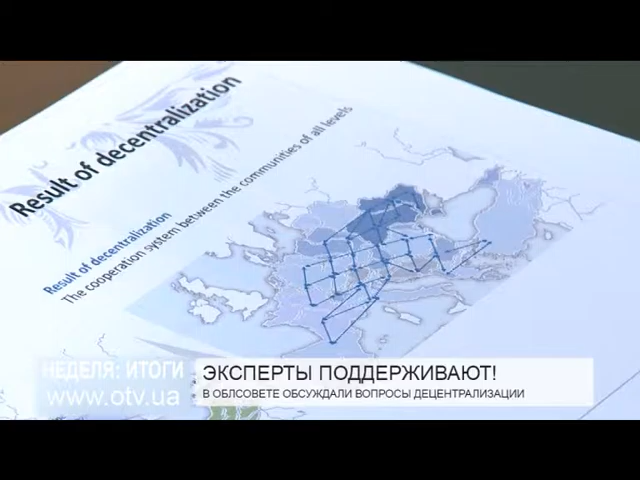 Result of decentralization
Result of decentralization
The cooperation system between the communities of all levels
НЕДЕЛЯ: ИТОГИ
www.otv.ua
ЭКСПЕРТЫ ПОДДЕРЖИВАЮТ!
В ОБЛСОВЕТЕ ОБСУЖДАЛИ ВОПРОСЫ ДЕЦЕНТРАЛИЗАЦИИ